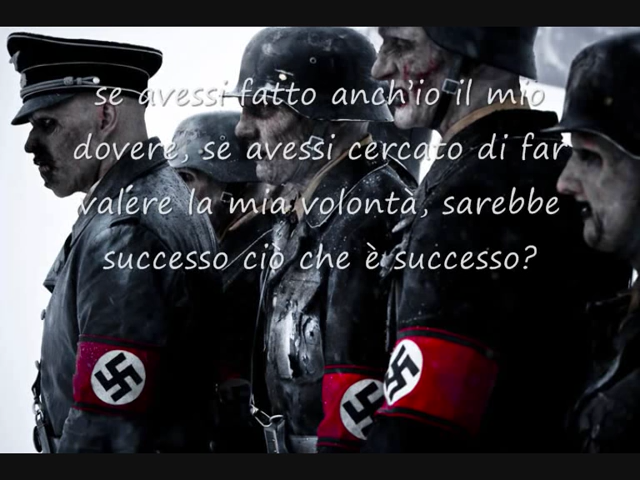 se avessi fatto anch'io il mio
dovere, se avessi cercato di far
valére la mia volontà, sarebbe
successo ciò che è successo?